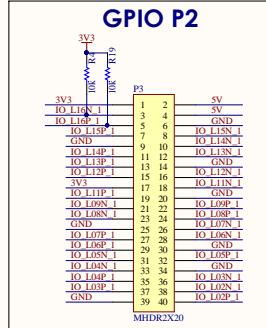 GPIO P2
3V3
R4
R19
10k
10k
P3
3V3 1 2 5V
IO_L16N_1 3 4 5V
IO_L16P_1 5 6 GND
IO_L15P_1 7 8 IO_L15N_1
GND 9 10 IO_L14N_1
IO_L14P_1 11 12 IO_L13N_1
IO_L13P_1 13 14 GND
IO_L12P_1 15 16 IO_L12N_1
3V3 17 18 IO_L11N_1
IO_L11P_1 19 20 GND
IO_L09N_1 21 22 IO_L09P_1
IO_L08N_1 23 24 IO_L08P_1
GND 25 26 IO_L07N_1
IO_L07P_1 27 28 IO_L06N_1
IO_L06P_1 29 30 GND
IO_L05N_1 31 32 IO_L05P_1
IO_L04N_1 33 34 GND
IO_L04P_1 35 36 IO_L03N_1
IO_L03P_1 37 38 IO_L02N_1
GND 39 40 IO_L02P_1
MHDR2X20